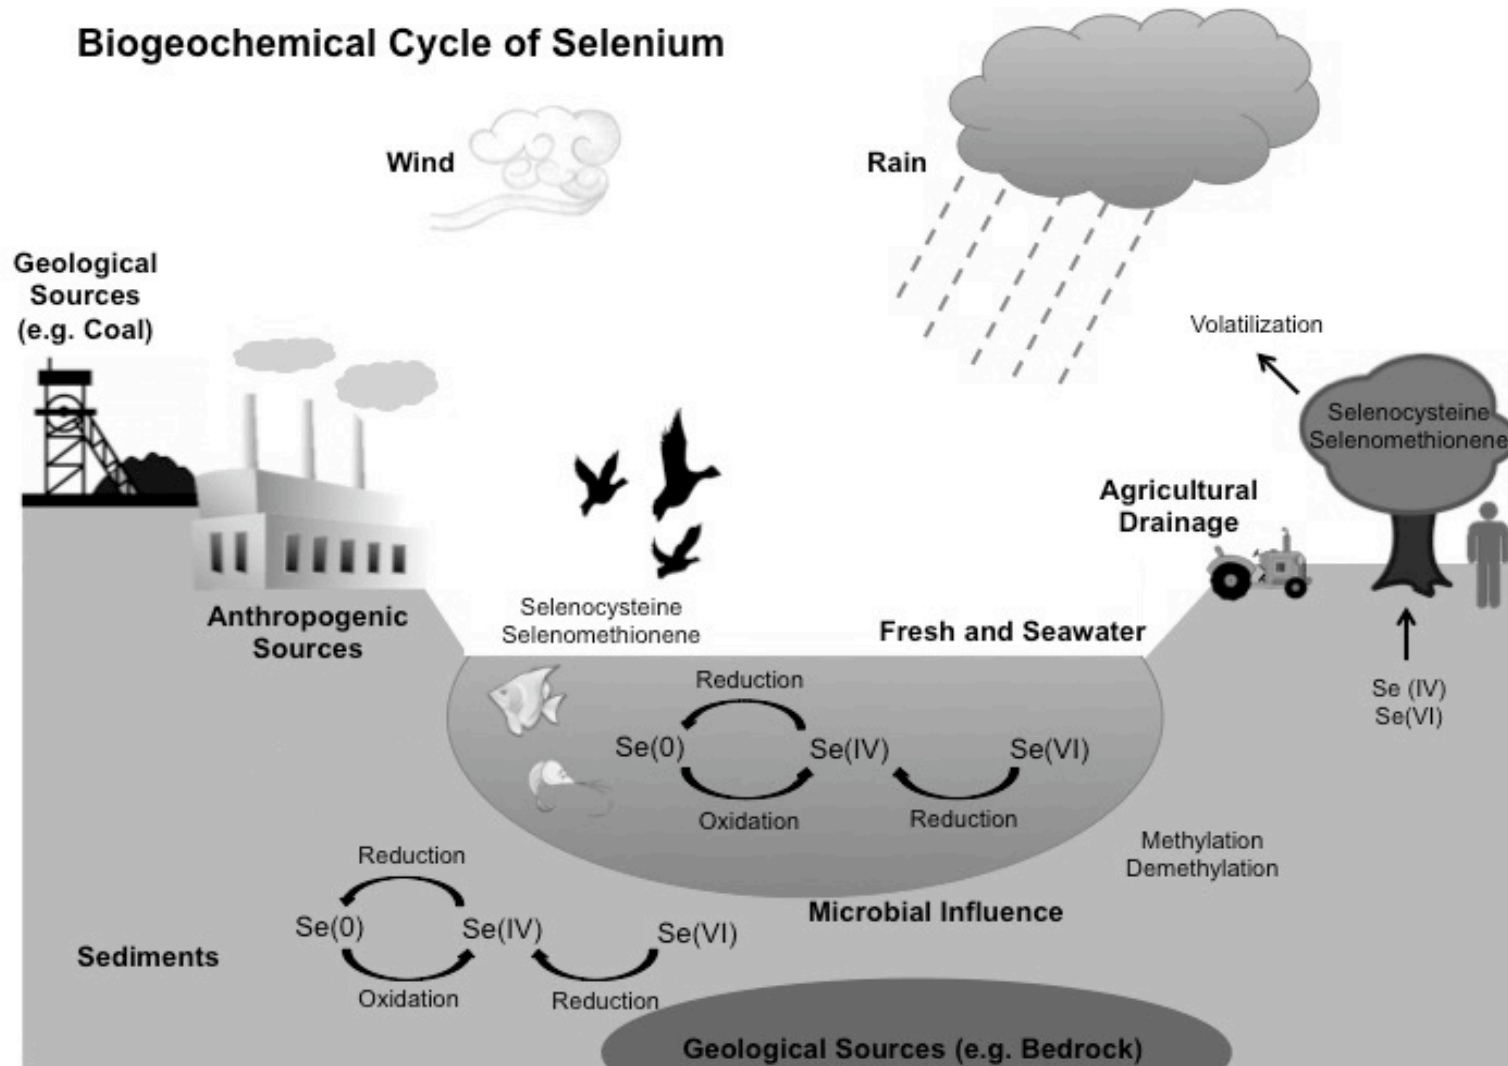 Biogeochemical Cycle of Selenium
Wind
Rain
Geological
Sources
(e.g. Coal)
Volatilization
Selenocysteine
Selenomethionene
Agricultural
Drainage
Anthropogenic
Sources
Selenocysteine
Selenomethionene
Fresh and Seawater
Se (IV)
Se(VI)
Reduction
Se(0)
Se(IV)
Se(VI)
Oxidation
Reduction
Methylation
Demethylation
Reduction
Microbial Influence
Se(0)
Se(IV)
Se(VI)
Sediments
Oxidation
Reduction
Geological Sources (e.g. Bedrock)